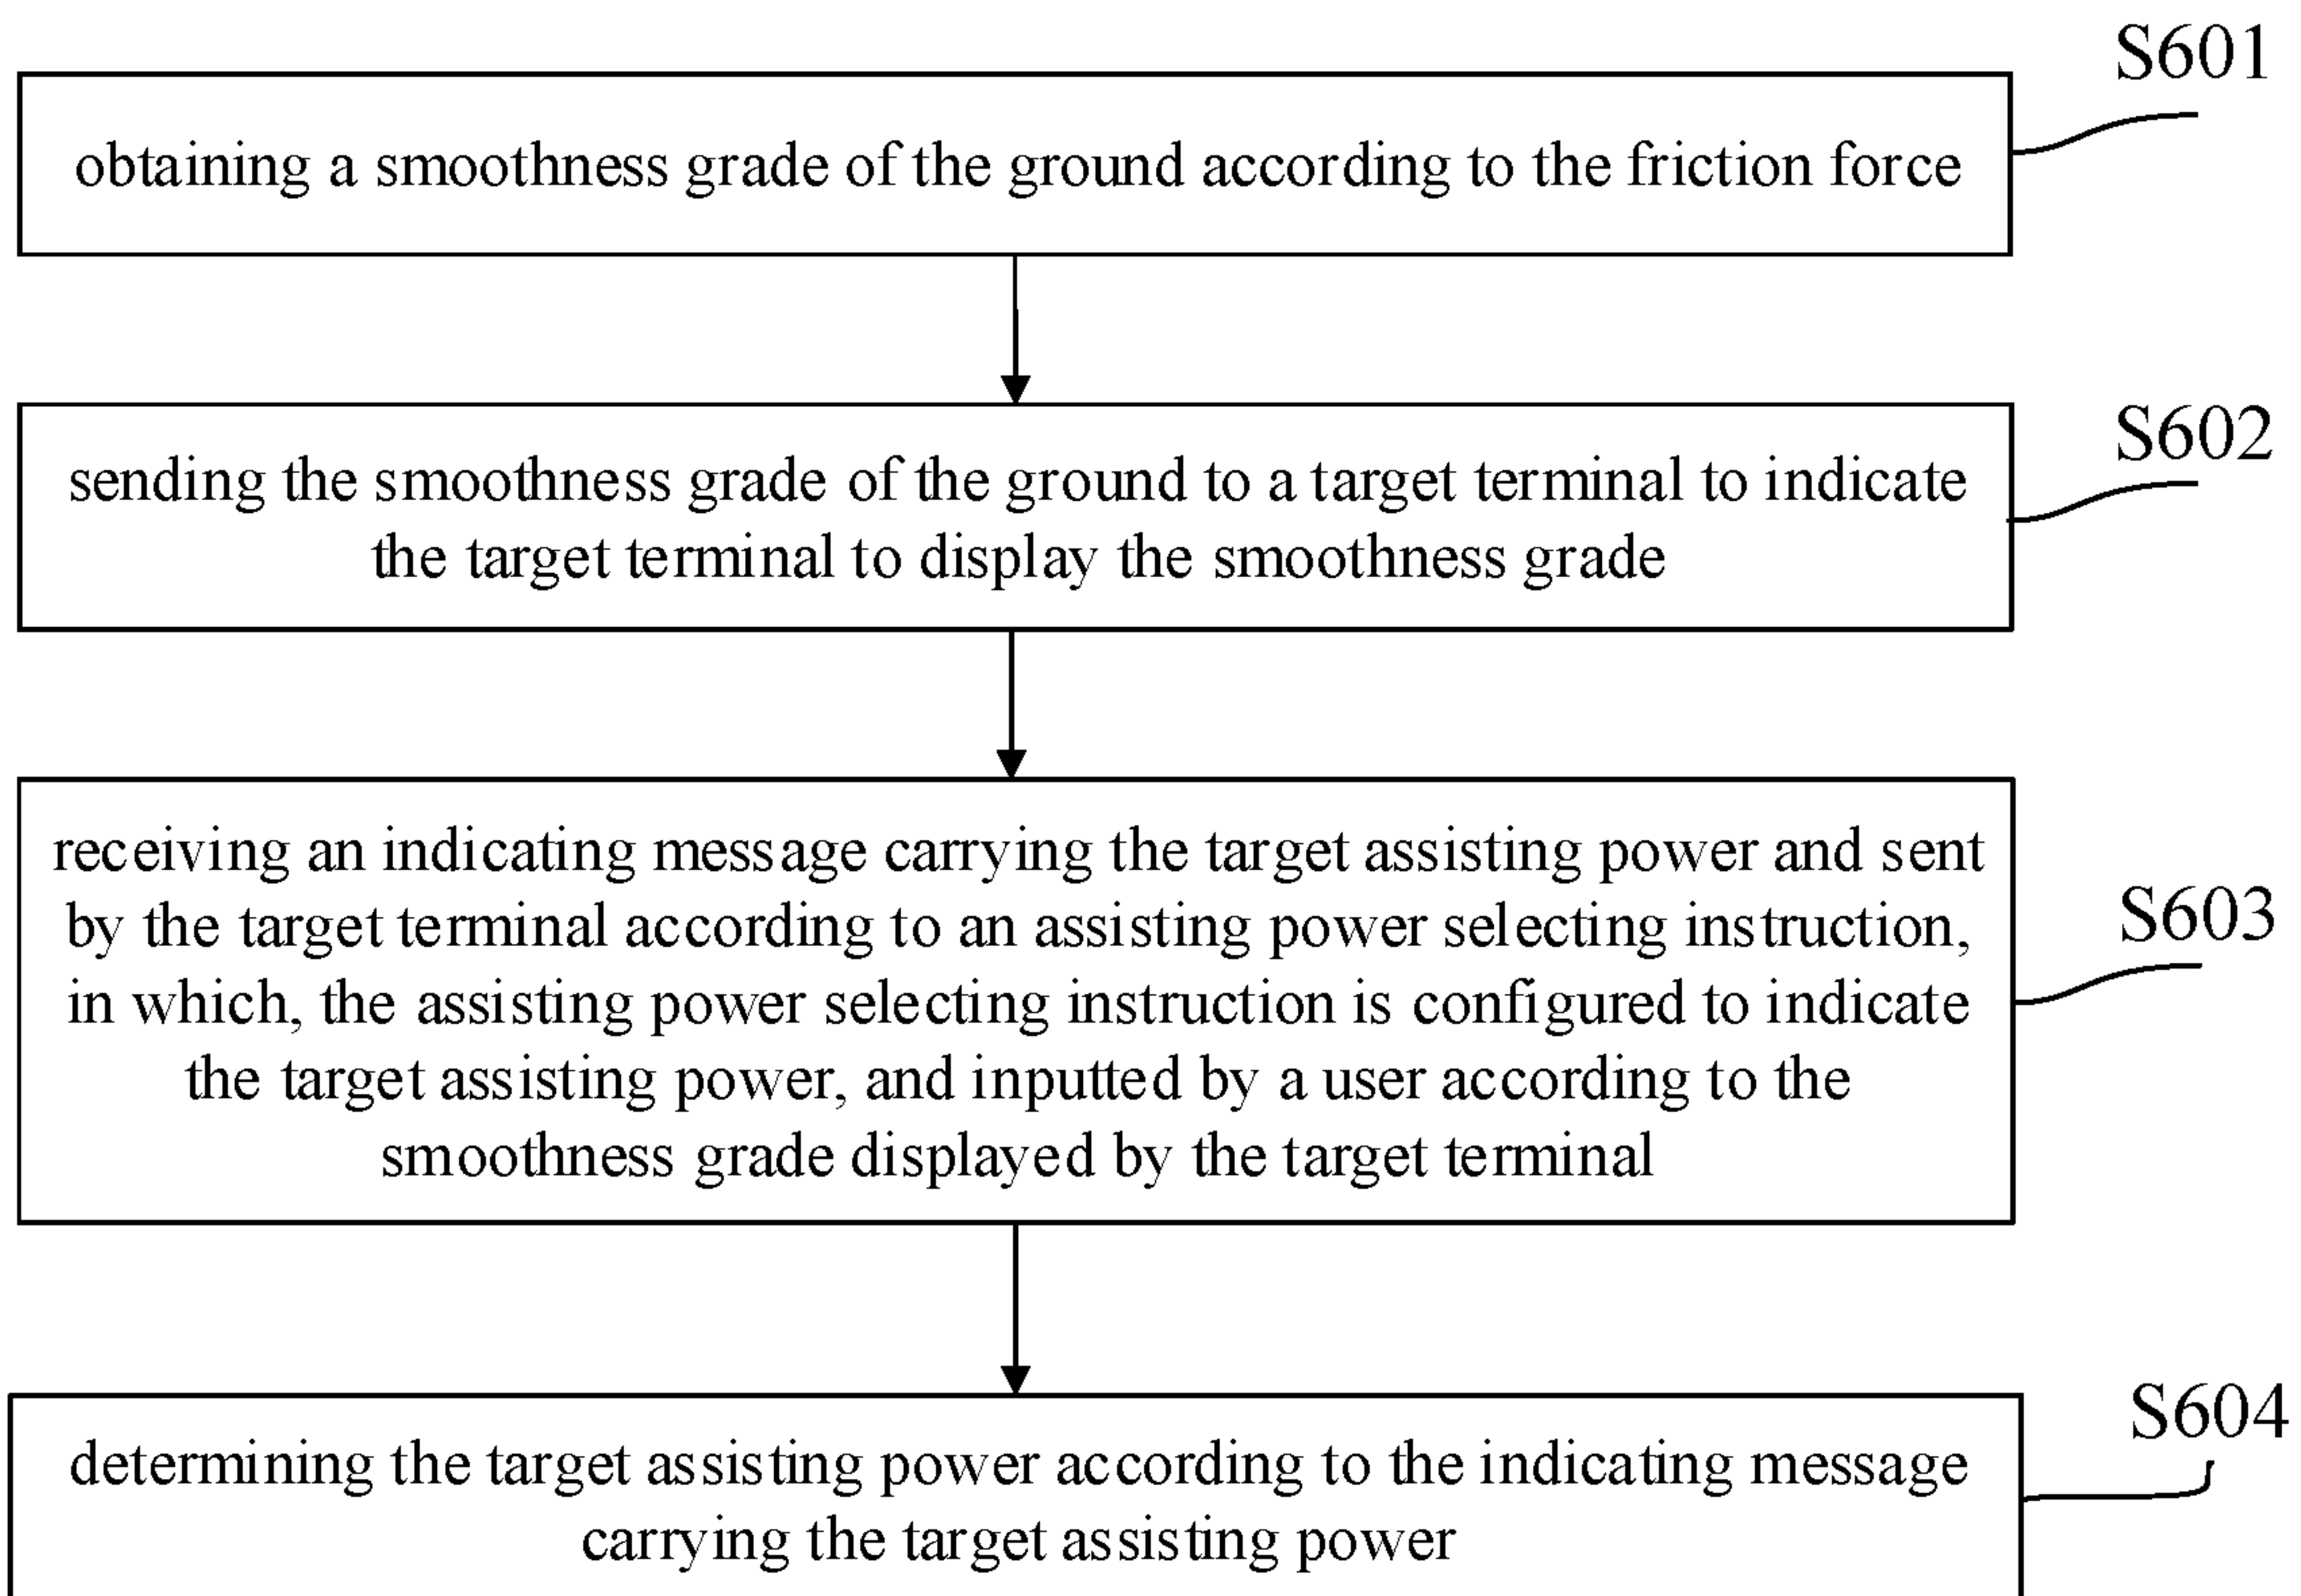 S601
obtaining a smoothness grade of the ground according to the friction force
S602
sending the smoothness grade of the ground to a target terminal to indicate
the target terminal to display the smoothness grade
receiving an indicating message carrying the target assisting power and sent
by the target terminal according to an assisting power selecting instruction,
in which, the assisting power selecting instruction is configured to indicate
the target assisting power, and inputted by a user according to the
smoothness grade displayed by the target terminal
S603
S604
determining the target assisting power according to the indicating message
carrying the target assisting power